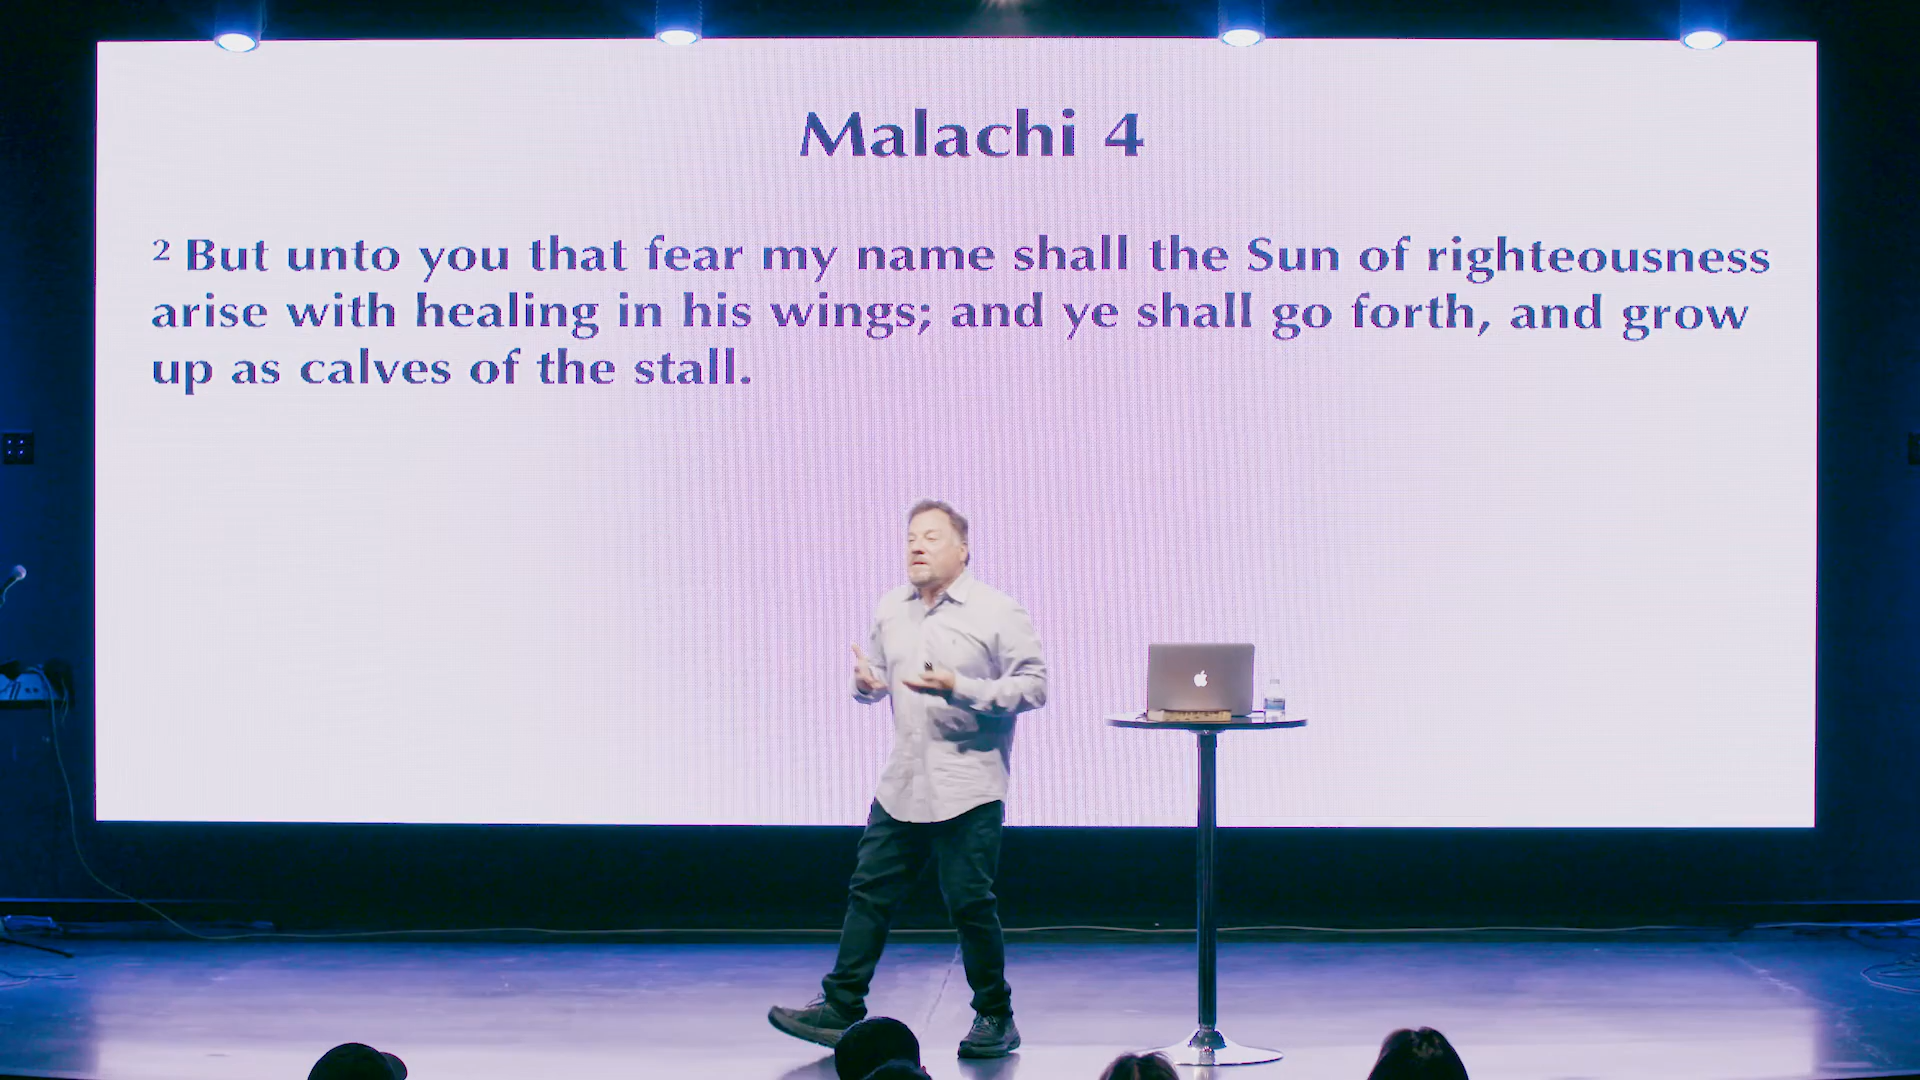 Malachi 4
2 But unto you that fear my name shall the Sun of righteousness
arise with healing in his wings; and ye shall go forth, and grow
up as calves of the stall.